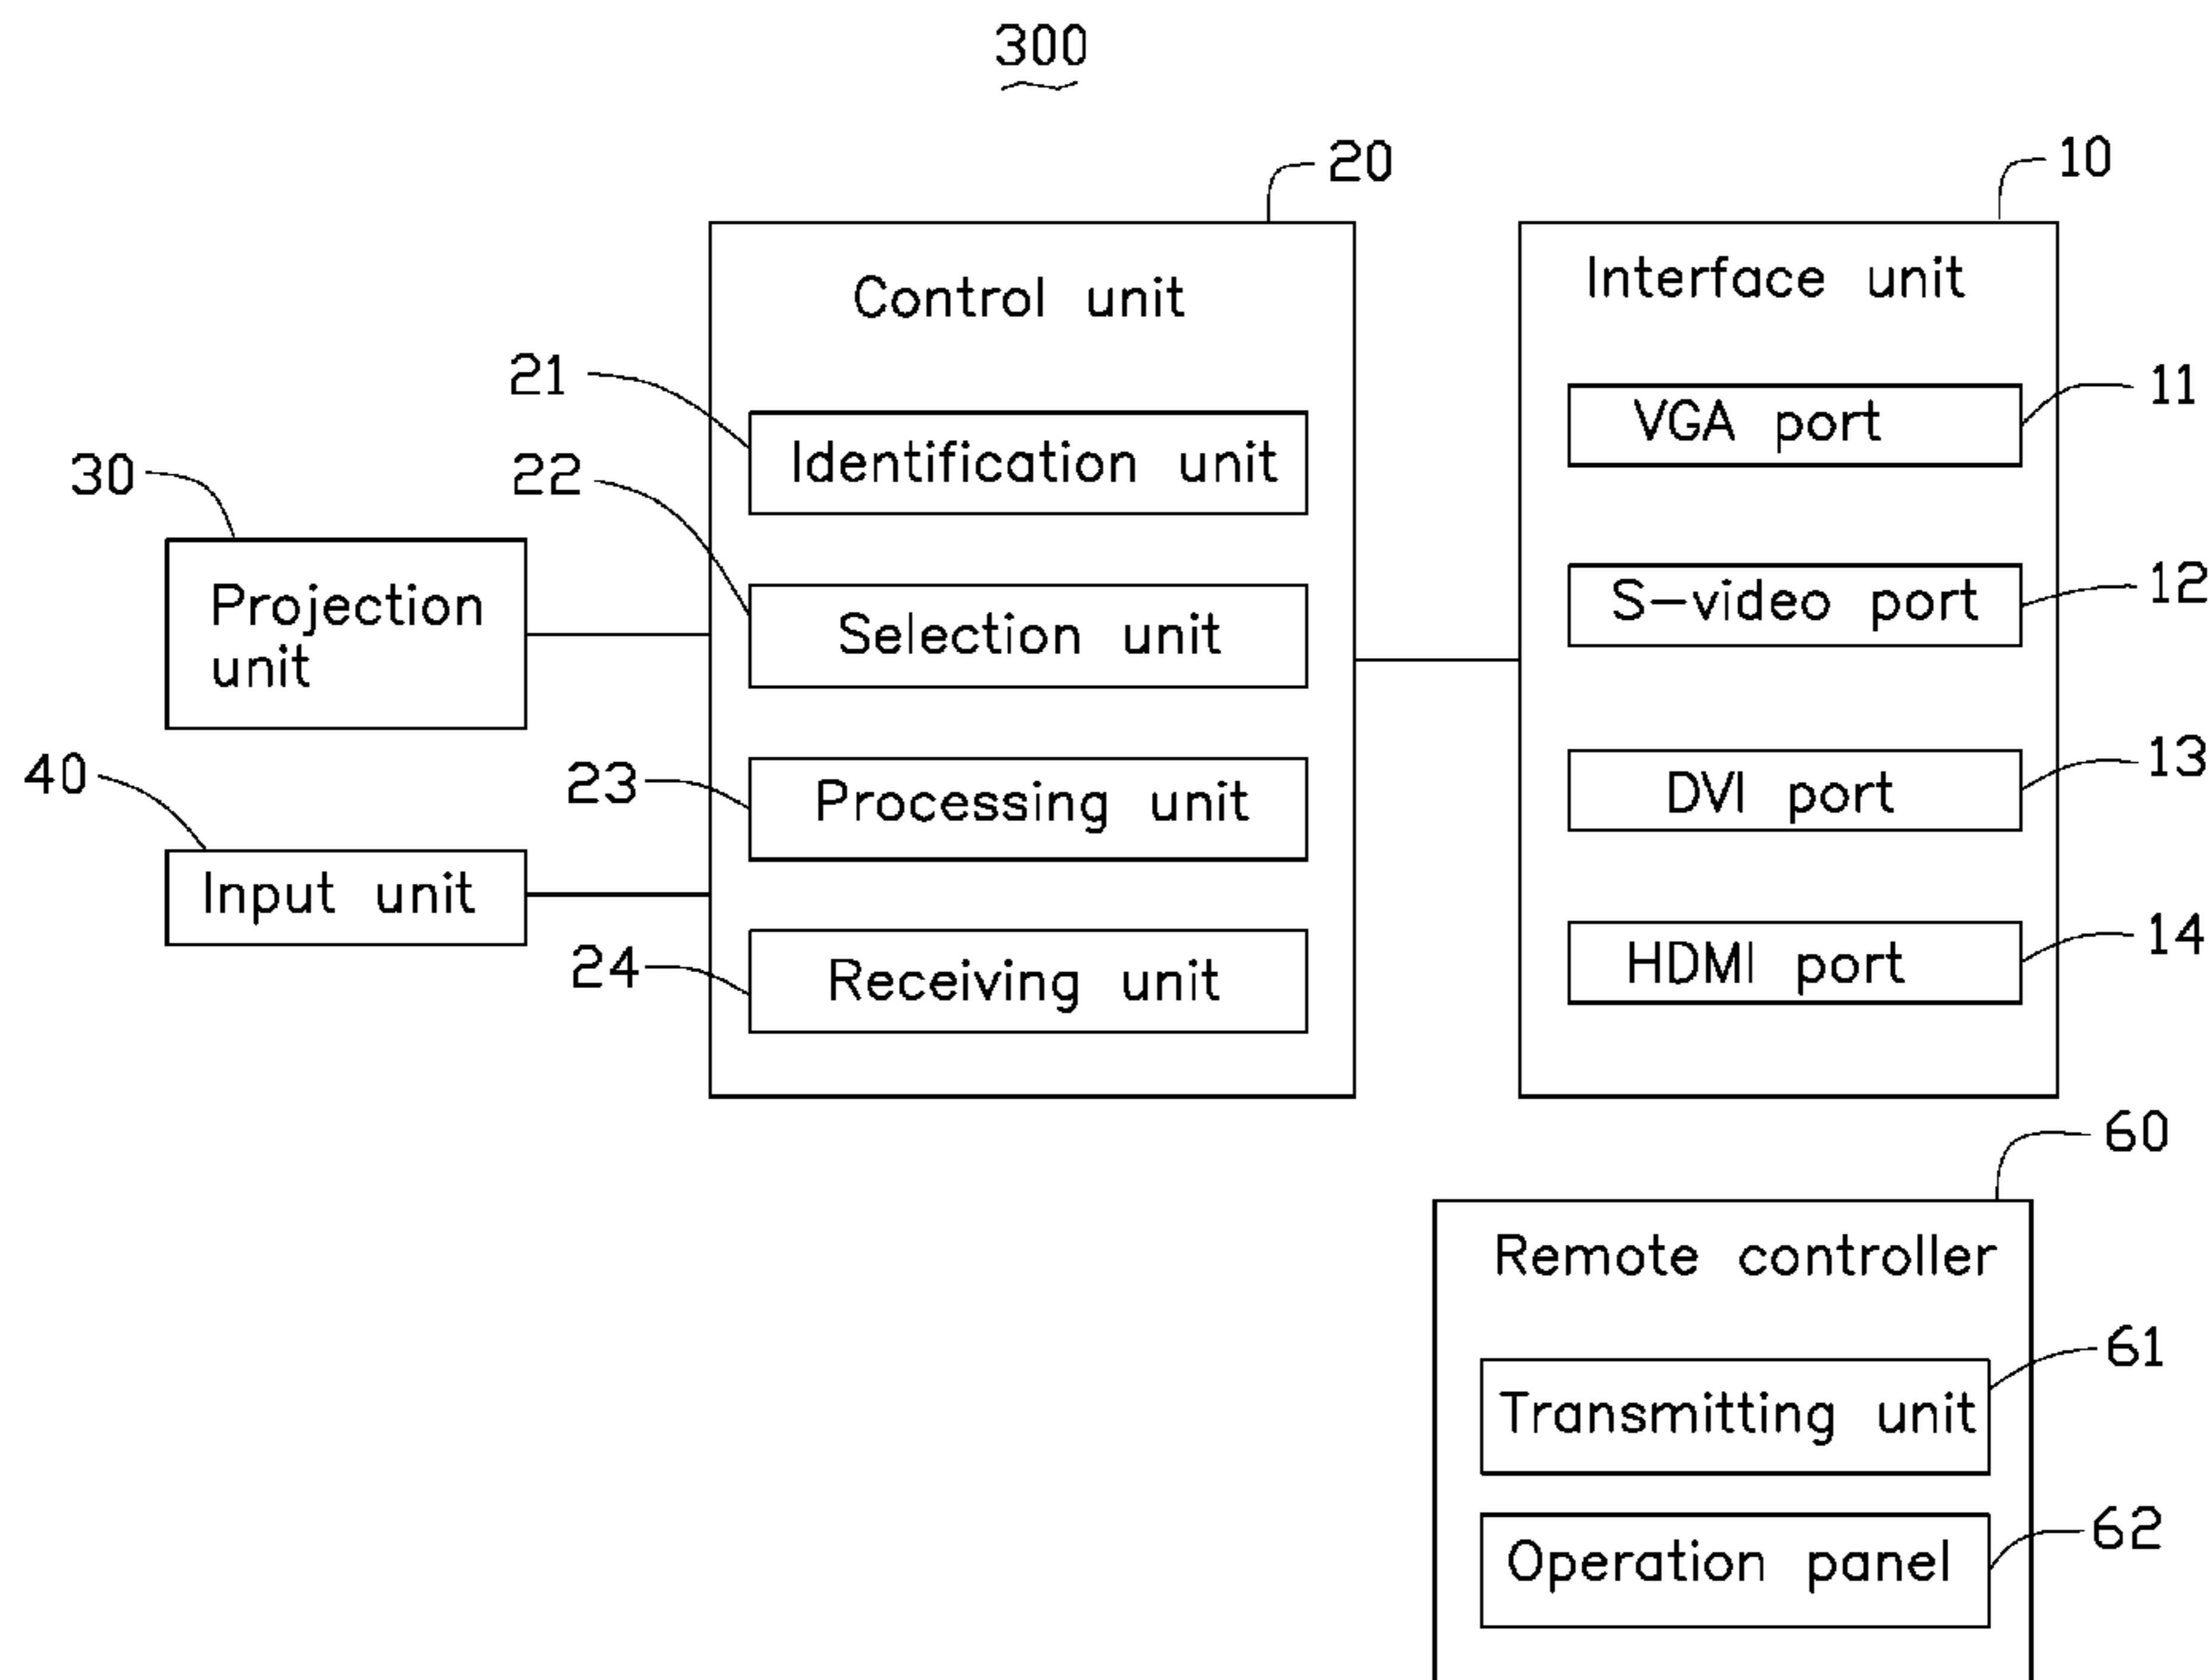 300
20
10
Control unit
Interface unit
21
Identification unit
VGA port
11
22
Selection unit
S-video port
12
30
Projection
unit
23
Processing unit
DVI port
13
40
Input unit
24
Receiving unit
HDMI port
14
60
Remote controller
61
Transmitting unit
62
Operation panel